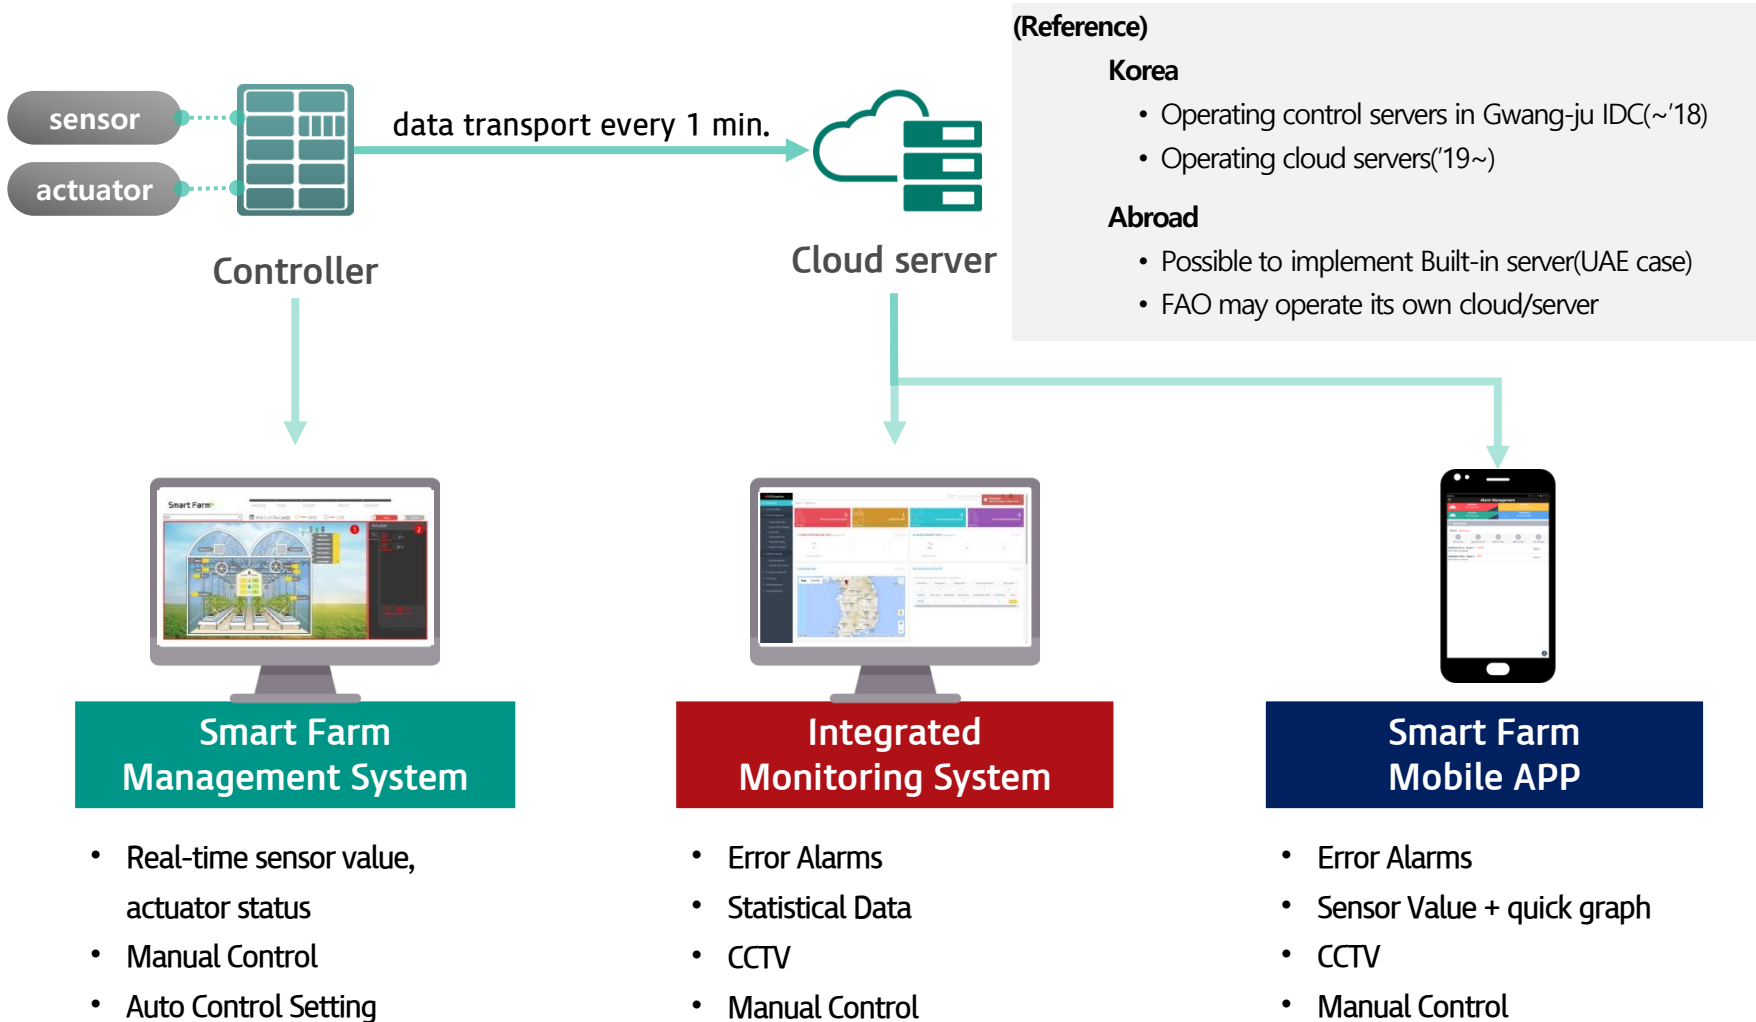 (Reference)
Korea
• Operating control servers in Gwang-ju IDC(~'18)
• Operating cloud servers('19~)
Abroad
• Possible to implement Built-in server(UAE case)
• FAO may operate its own cloud/server
sensor
actuator
data transport every 1 min.
Controller
Cloud server
Smart Farm
Alarm Management
Smart Farm
Management System
• Real-time sensor value,
actuator status
• Manual Control
• Auto Control Setting
Integrated
Monitoring System
• Error Alarms
• Statistical Data
• CCTV
• Manual Control
Smart Farm
Mobile APP
• Error Alarms
• Sensor Value + quick graph
• CCTV
• Manual Control